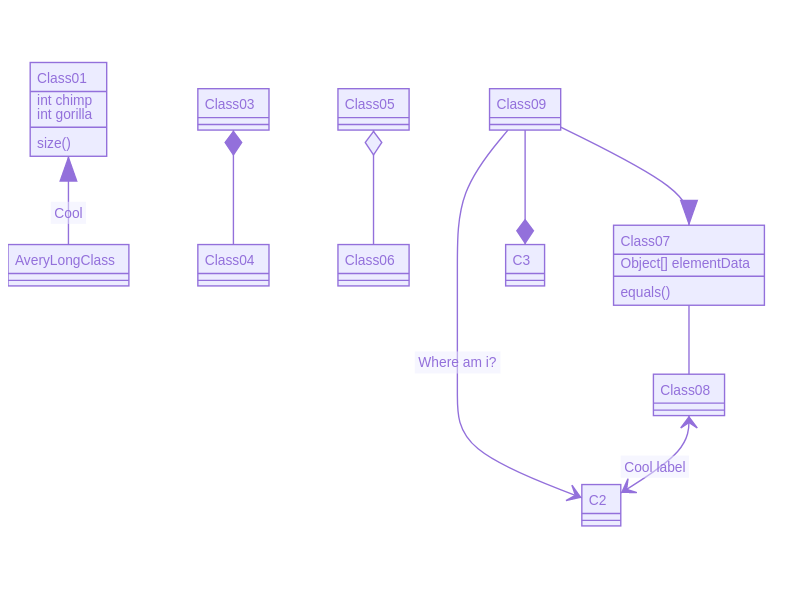 Class01
int chimp
int gorilla
size()
Cool
AveryLongClass
Class03
Class04
Class05
Class06
Class09
C3
Where am i?
Class07
Object[] elementData
equals()
Class08
Cool label
C2